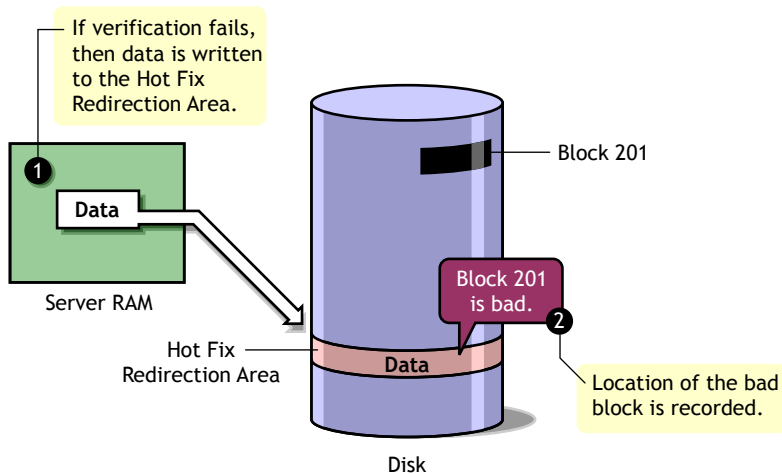 If verification fails,
then data is written
to the Hot Fix
Redirection Area.
1
Data
Server RAM
Block 201
Block 201
is bad.
2
Hot Fix
Redirection Area
Data
Location of the bad
block is recorded.
Disk